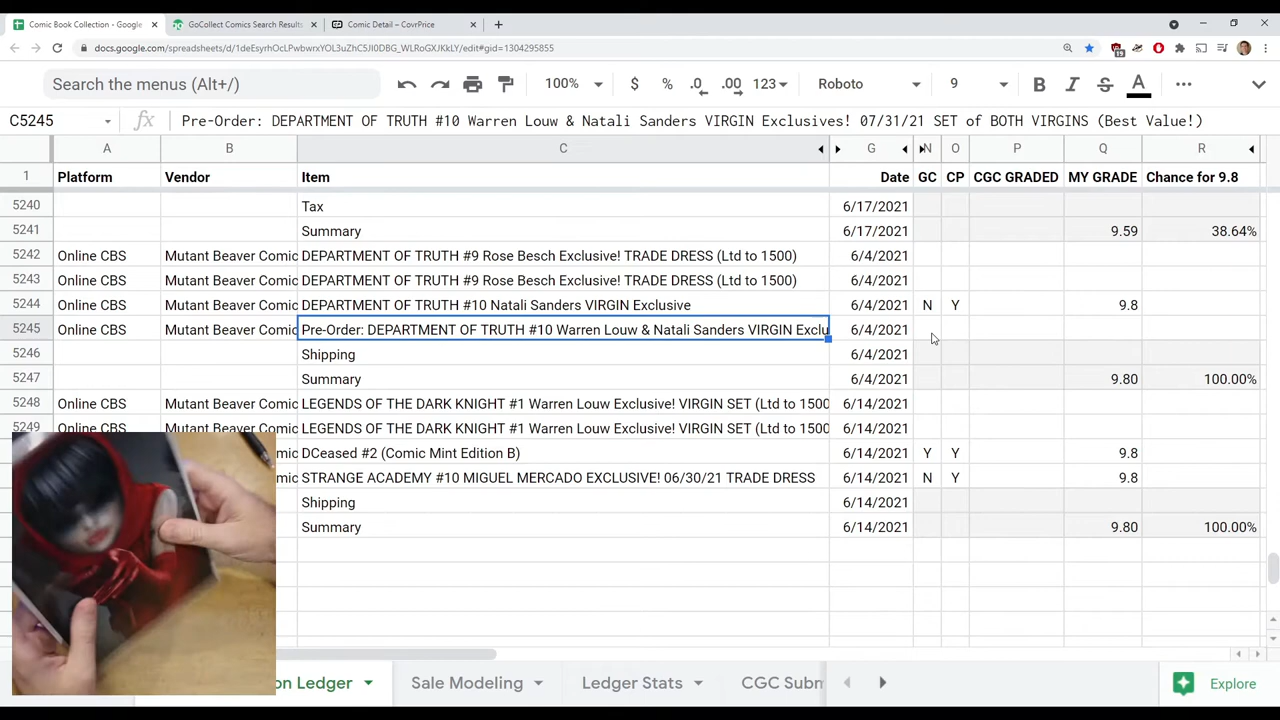 Comic Book Collection - Google
GoCollect Comics Search Results
Comic Detail – CovrPrice
docs.google.com/spreadsheets/d/1deEsyrhOcLPwbwrxYOL3uZhC5JI0DBG_WLRoGXJKkLY/edit#gid=1304295855
Search the menus (Alt+/) 100% $ % .0 .00 123 Roboto 9 B I S A
C5245 fx Pre-Order: DEPARTMENT OF TRUTH #10 Warren Louw & Natali Sanders VIRGIN Exclusives! 07/31/21 SET of BOTH VIRGINS (Best Value!)
A B C G N O P Q R
1 Platform Vendor Item Date GC CP CGC GRADED MY GRADE Chance for 9.8
5240 Tax 6/17/2021
5241 Summary 6/17/2021 9.59 38.64%
5242 Online CBS Mutant Beaver Comic DEPARTMENT OF TRUTH #9 Rose Besch Exclusive! TRADE DRESS (Ltd to 1500) 6/4/2021
5243 Online CBS Mutant Beaver Comic DEPARTMENT OF TRUTH #9 Rose Besch Exclusive! TRADE DRESS (Ltd to 1500) 6/4/2021
5244 Online CBS Mutant Beaver Comic DEPARTMENT OF TRUTH #10 Natali Sanders VIRGIN Exclusive 6/4/2021 N Y 9.8
5245 Online CBS Mutant Beaver Comic Pre-Order: DEPARTMENT OF TRUTH #10 Warren Louw & Natali Sanders VIRGIN Exclu 6/4/2021
5246 Shipping 6/4/2021
5247 Summary 6/4/2021 9.80 100.00%
5248 Online CBS Mutant Beaver Comic LEGENDS OF THE DARK KNIGHT #1 Warren Louw Exclusive! VIRGIN SET (Ltd to 1500 6/14/2021
5249 Online CBS Mutant Beaver Comic LEGENDS OF THE DARK KNIGHT #1 Warren Louw Exclusive! VIRGIN SET (Ltd to 1500 6/14/2021
mic DCeased #2 (Comic Mint Edition B) 6/14/2021 Y Y 9.8
mic STRANGE ACADEMY #10 MIGUEL MERCADO EXCLUSIVE! 06/30/21 TRADE DRESS 6/14/2021 N Y 9.8
Shipping 6/14/2021
Summary 6/14/2021 9.80 100.00%
on Ledger Sale Modeling Ledger Stats CGC Subm Explore